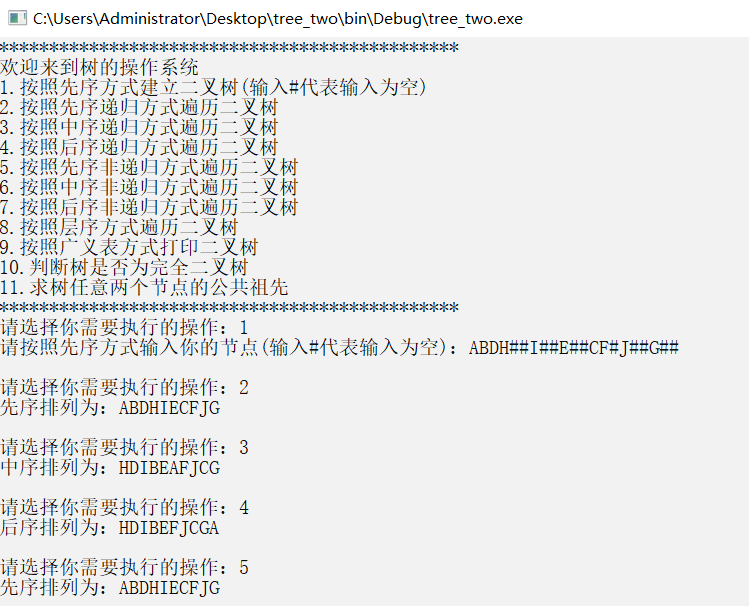 C:\Users\Administrator\Desktop\tree_two\bin\Debug\tree_two.exe
**********************************************
欢迎来到树的操作系统
1.按照先序方式建立二叉树(输入#代表输入为空)
2.按照先序递归方式遍历二叉树
3.按照中序递归方式遍历二叉树
4.按照后序递归方式遍历二叉树
5.按照先序非递归方式遍历二叉树
6.按照中序非递归方式遍历二叉树
7.按照后序非递归方式遍历二叉树
8.按照层序方式遍历二叉树
9.按照广义表方式打印二叉树
10.判断树是否为完全二叉树
11.求树任意两个节点的公共祖先
**********************************************
请选择你需要执行的操作：1
请按照先序方式输入你的节点(输入#代表输入为空)：ABDH##I##E##CF#J##G##
请选择你需要执行的操作：2
先序排列为：ABDHIECFJG
请选择你需要执行的操作：3
中序排列为：HDIBEAFJCG
请选择你需要执行的操作：4
后序排列为：HDIBEFJCGA
请选择你需要执行的操作：5
先序排列为：ABDHIECFJG